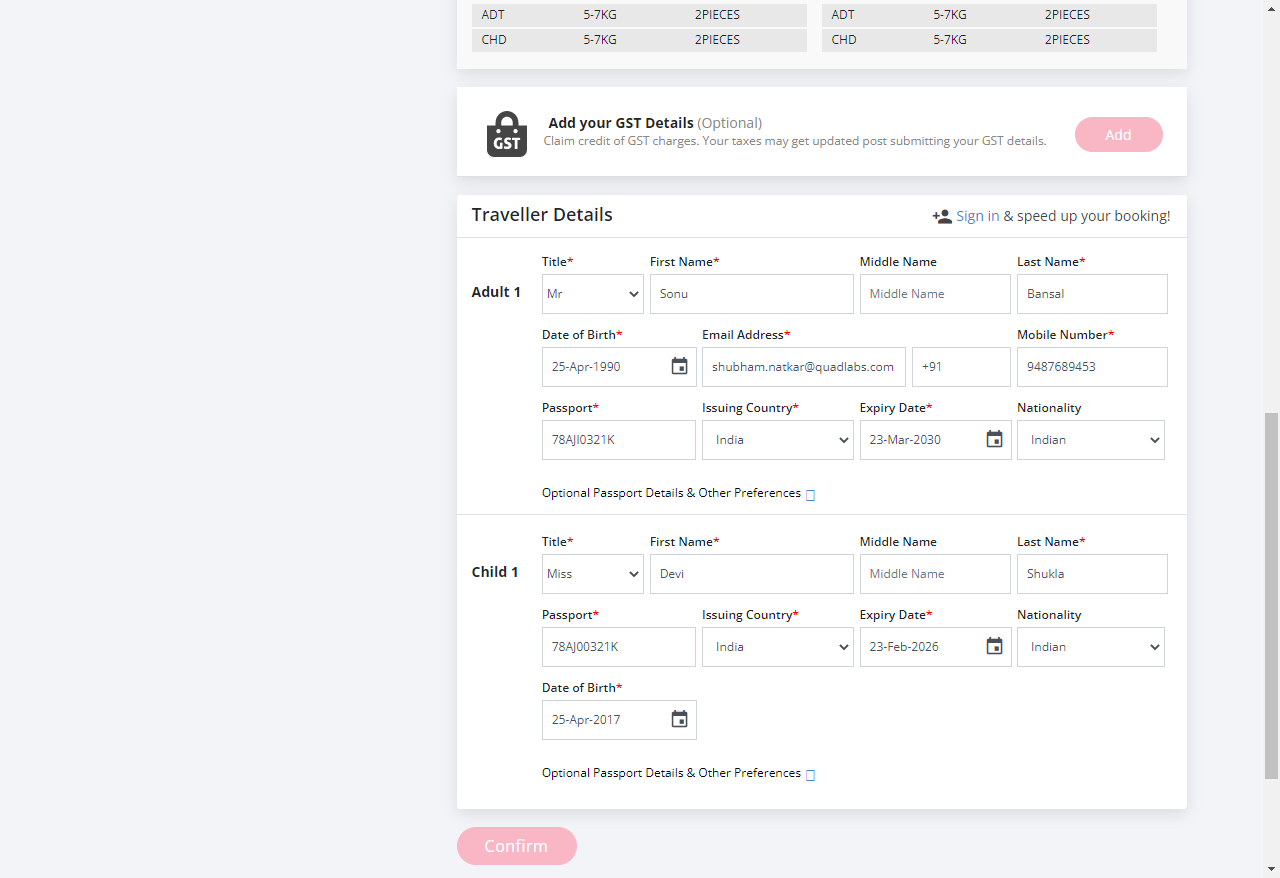 ADT 5-7KG 2PIECES ADT 5-7KG 2PIECES
CHD 5-7KG 2PIECES CHD 5-7KG 2PIECES
GST
Add your GST Details (Optional)
Claim credit of GST charges. Your taxes may get updated post submitting your GST details.
Add
Traveller Details
Sign in & speed up your booking!
Title* First Name* Middle Name Last Name*
Adult 1 Mr Sonu Middle Name Bansal
Date of Birth* Email Address* Mobile Number*
25-Apr-1990 shubham.natkar@quadlabs.com +91 9487689453
Passport* Issuing Country* Expiry Date* Nationality
78AJI0321K India 23-Mar-2030 Indian
Optional Passport Details & Other Preferences
Title* First Name* Middle Name Last Name*
Child 1 Miss Devi Middle Name Shukla
Passport* Issuing Country* Expiry Date* Nationality
78AJ00321K India 23-Feb-2026 Indian
Date of Birth*
25-Apr-2017
Optional Passport Details & Other Preferences
Confirm